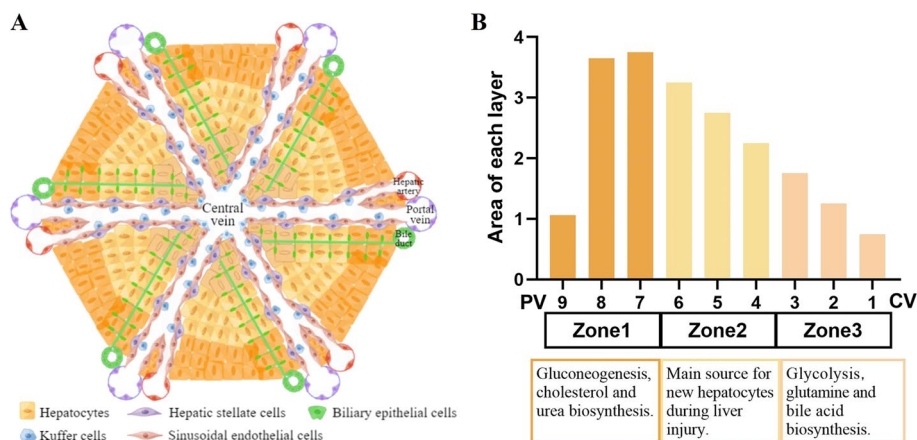 A
Hepatic
artery
Central
vein
Portal
vein
Bile
duct
Hepatocytes
Hepatic stellate cells
Biliary epithelial cells
Kuffer cells
Sinusoidal endothelial cells
B
Area of each layer
4
3
2
1
0
PV 9 8 7 6 5 4 3 2 1 CV
Zone1 Zone2 Zone3
Gluconeogenesis,
cholesterol and
urea biosynthesis.
Main source for
new hepatocytes
during liver
injury.
Glycolysis,
glutamine and
bile acid
biosynthesis.